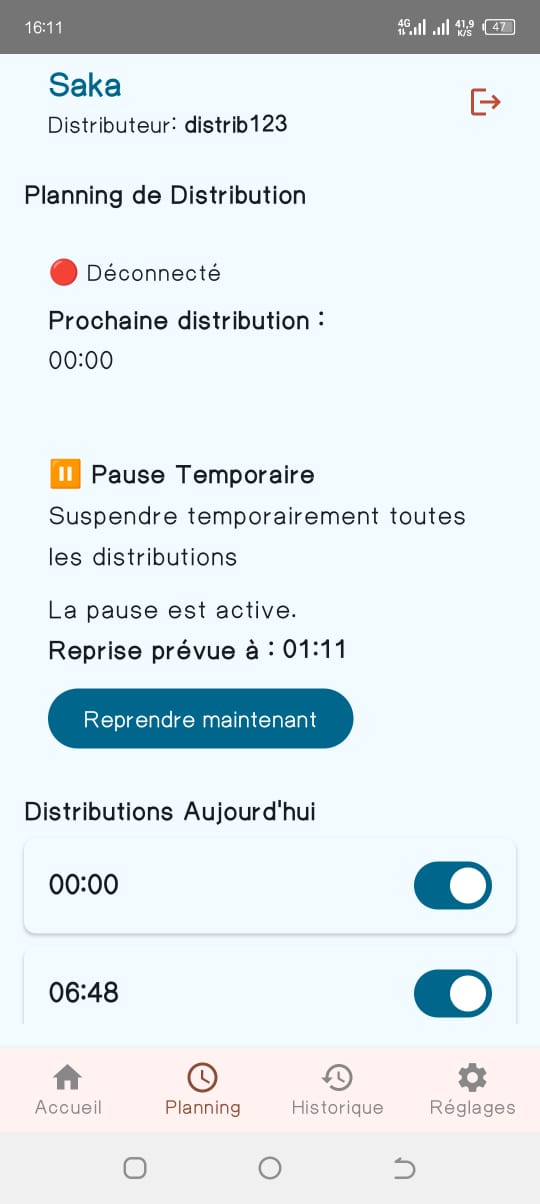 16:11
4G 41,9 K/S 47
Saka
Distributeur: distrib123
Planning de Distribution
Déconnecté
Prochaine distribution :
00:00
Pause Temporaire
Suspendre temporairement toutes
les distributions
La pause est active.
Reprise prévue à : 01:11
Reprendre maintenant
Distributions Aujourd'hui
00:00
06:48
Accueil Planning Historique Réglages